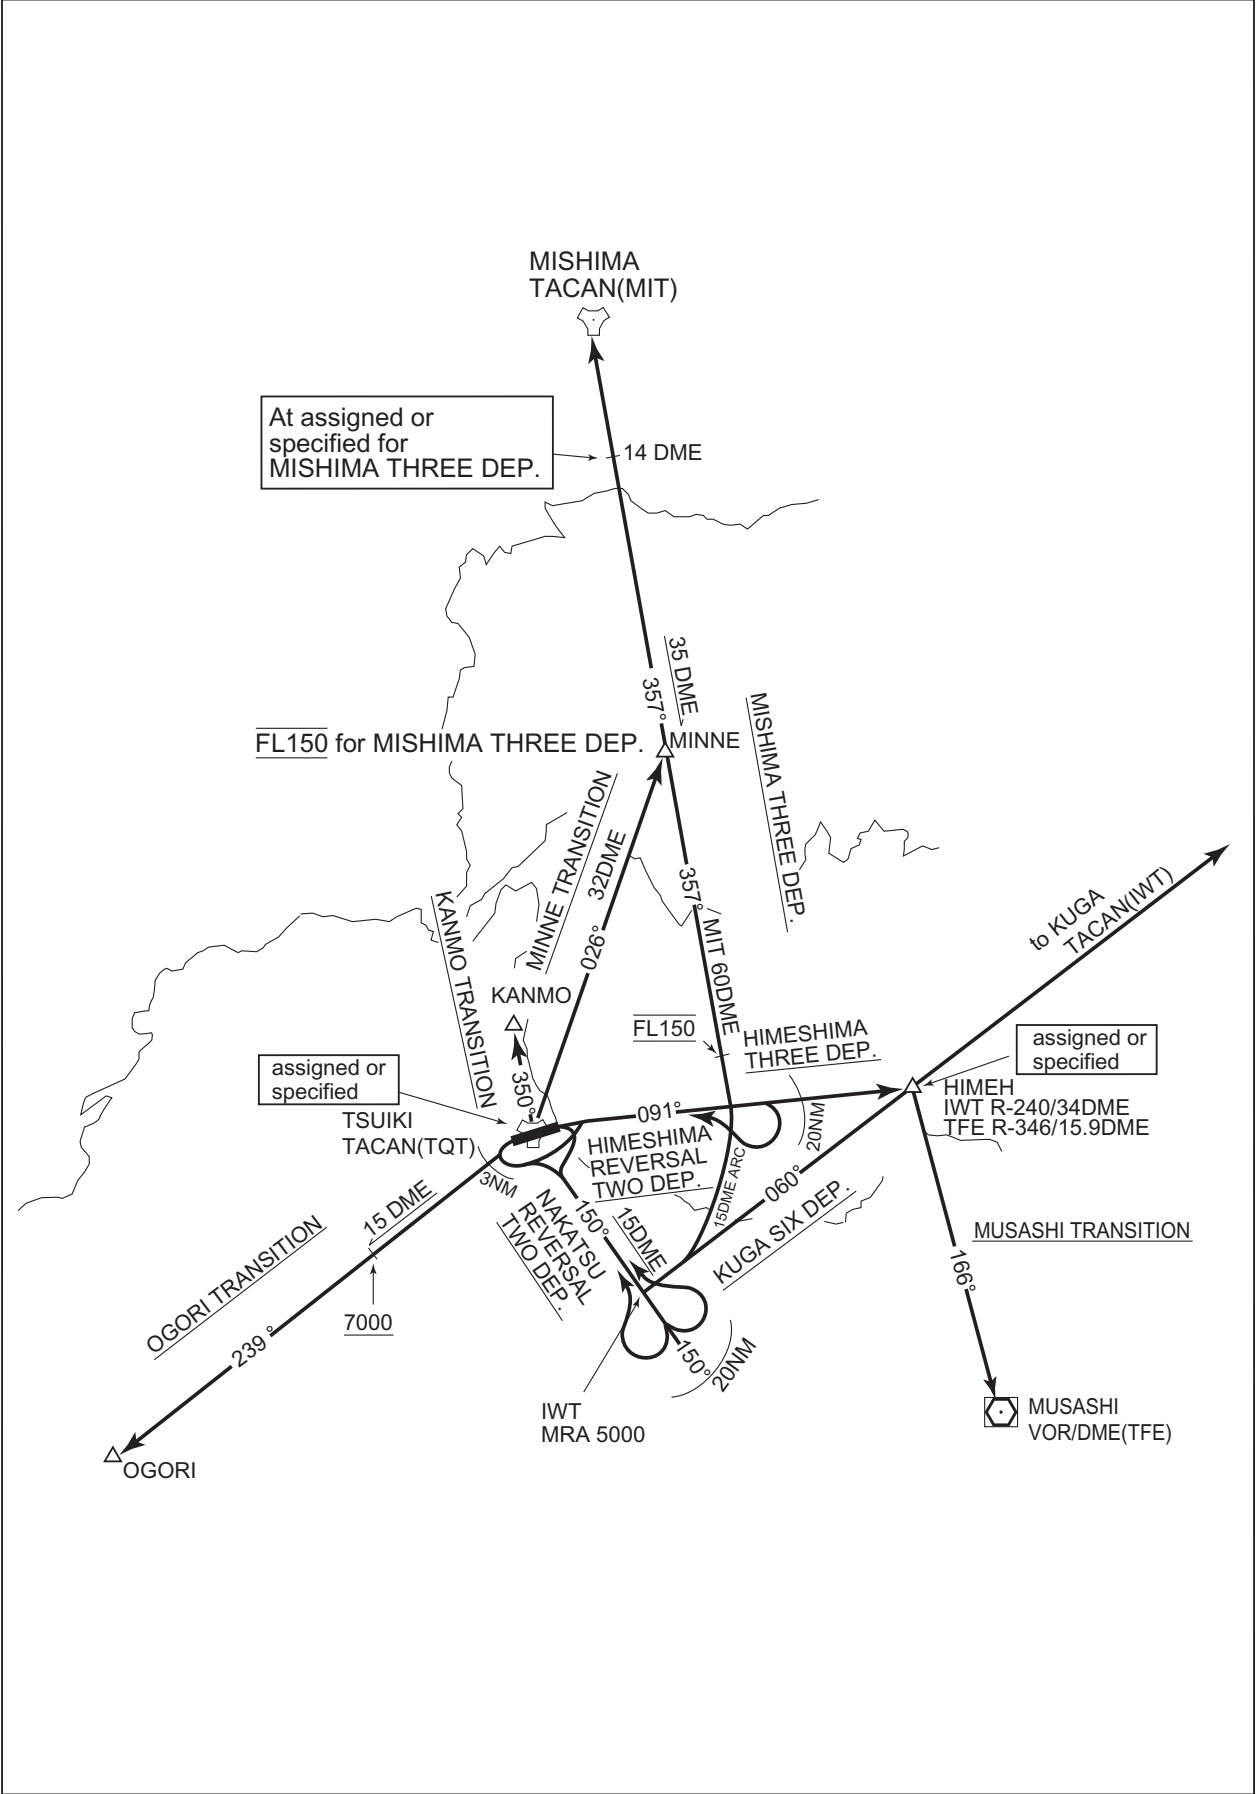 MISHIMA
TACAN(MIT)
At assigned or
specified for
MISHIMA THREE DEP.
14 DME
35 DME
357°
FL150 for MISHIMA THREE DEP.
MINNE
MISHIMA THREE DEP.
MINNE TRANSITION
32DME
026°
357° MIT 60DME
KANMO TRANSITION
KANMO
350°
to KUGA
TACAN(IWT)
FL150
HIMESHIMA
THREE DEP.
assigned or
specified
assigned or
specified
TSUIKI
TACAN(TQT)
091°
HIMEH
IWT R-240/34DME
TFE R-346/15.9DME
20NM
HIMESHIMA
REVERSAL
TWO DEP.
3NM
15DME ARC
060°
KUGA SIX DEP.
150°
15DME
NAKATSU
REVERSAL
TWO DEP.
15 DME
OGORI TRANSITION
7000
239°
MUSASHI TRANSITION
166°
150°
20NM
IWT
MRA 5000
MUSASHI
VOR/DME(TFE)
OGORI